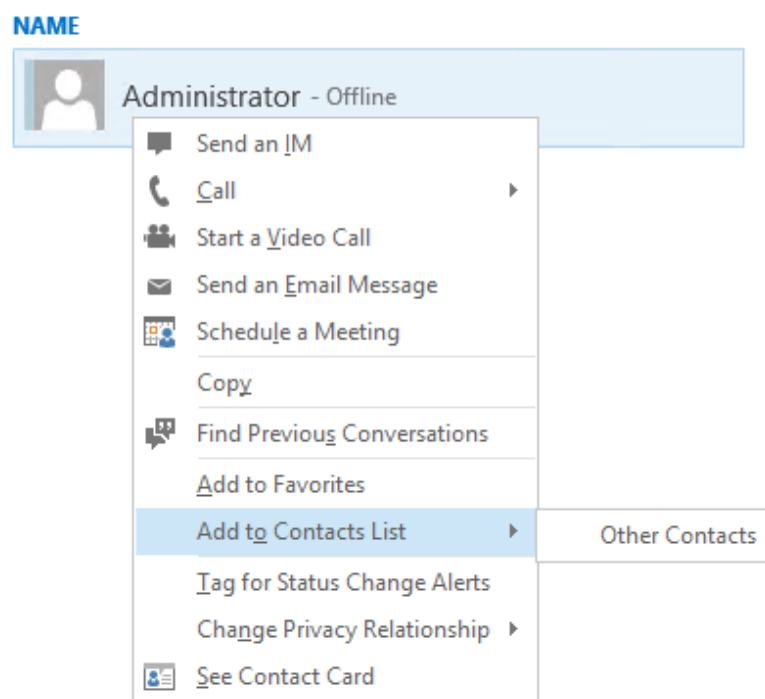 NAME
Administrator - Offline
Send an IM
Call
Start a Video Call
Send an Email Message
Schedule a Meeting
Copy
Find Previous Conversations
Add to Favorites
Add to Contacts List
Other Contacts
Tag for Status Change Alerts
Change Privacy Relationship
See Contact Card